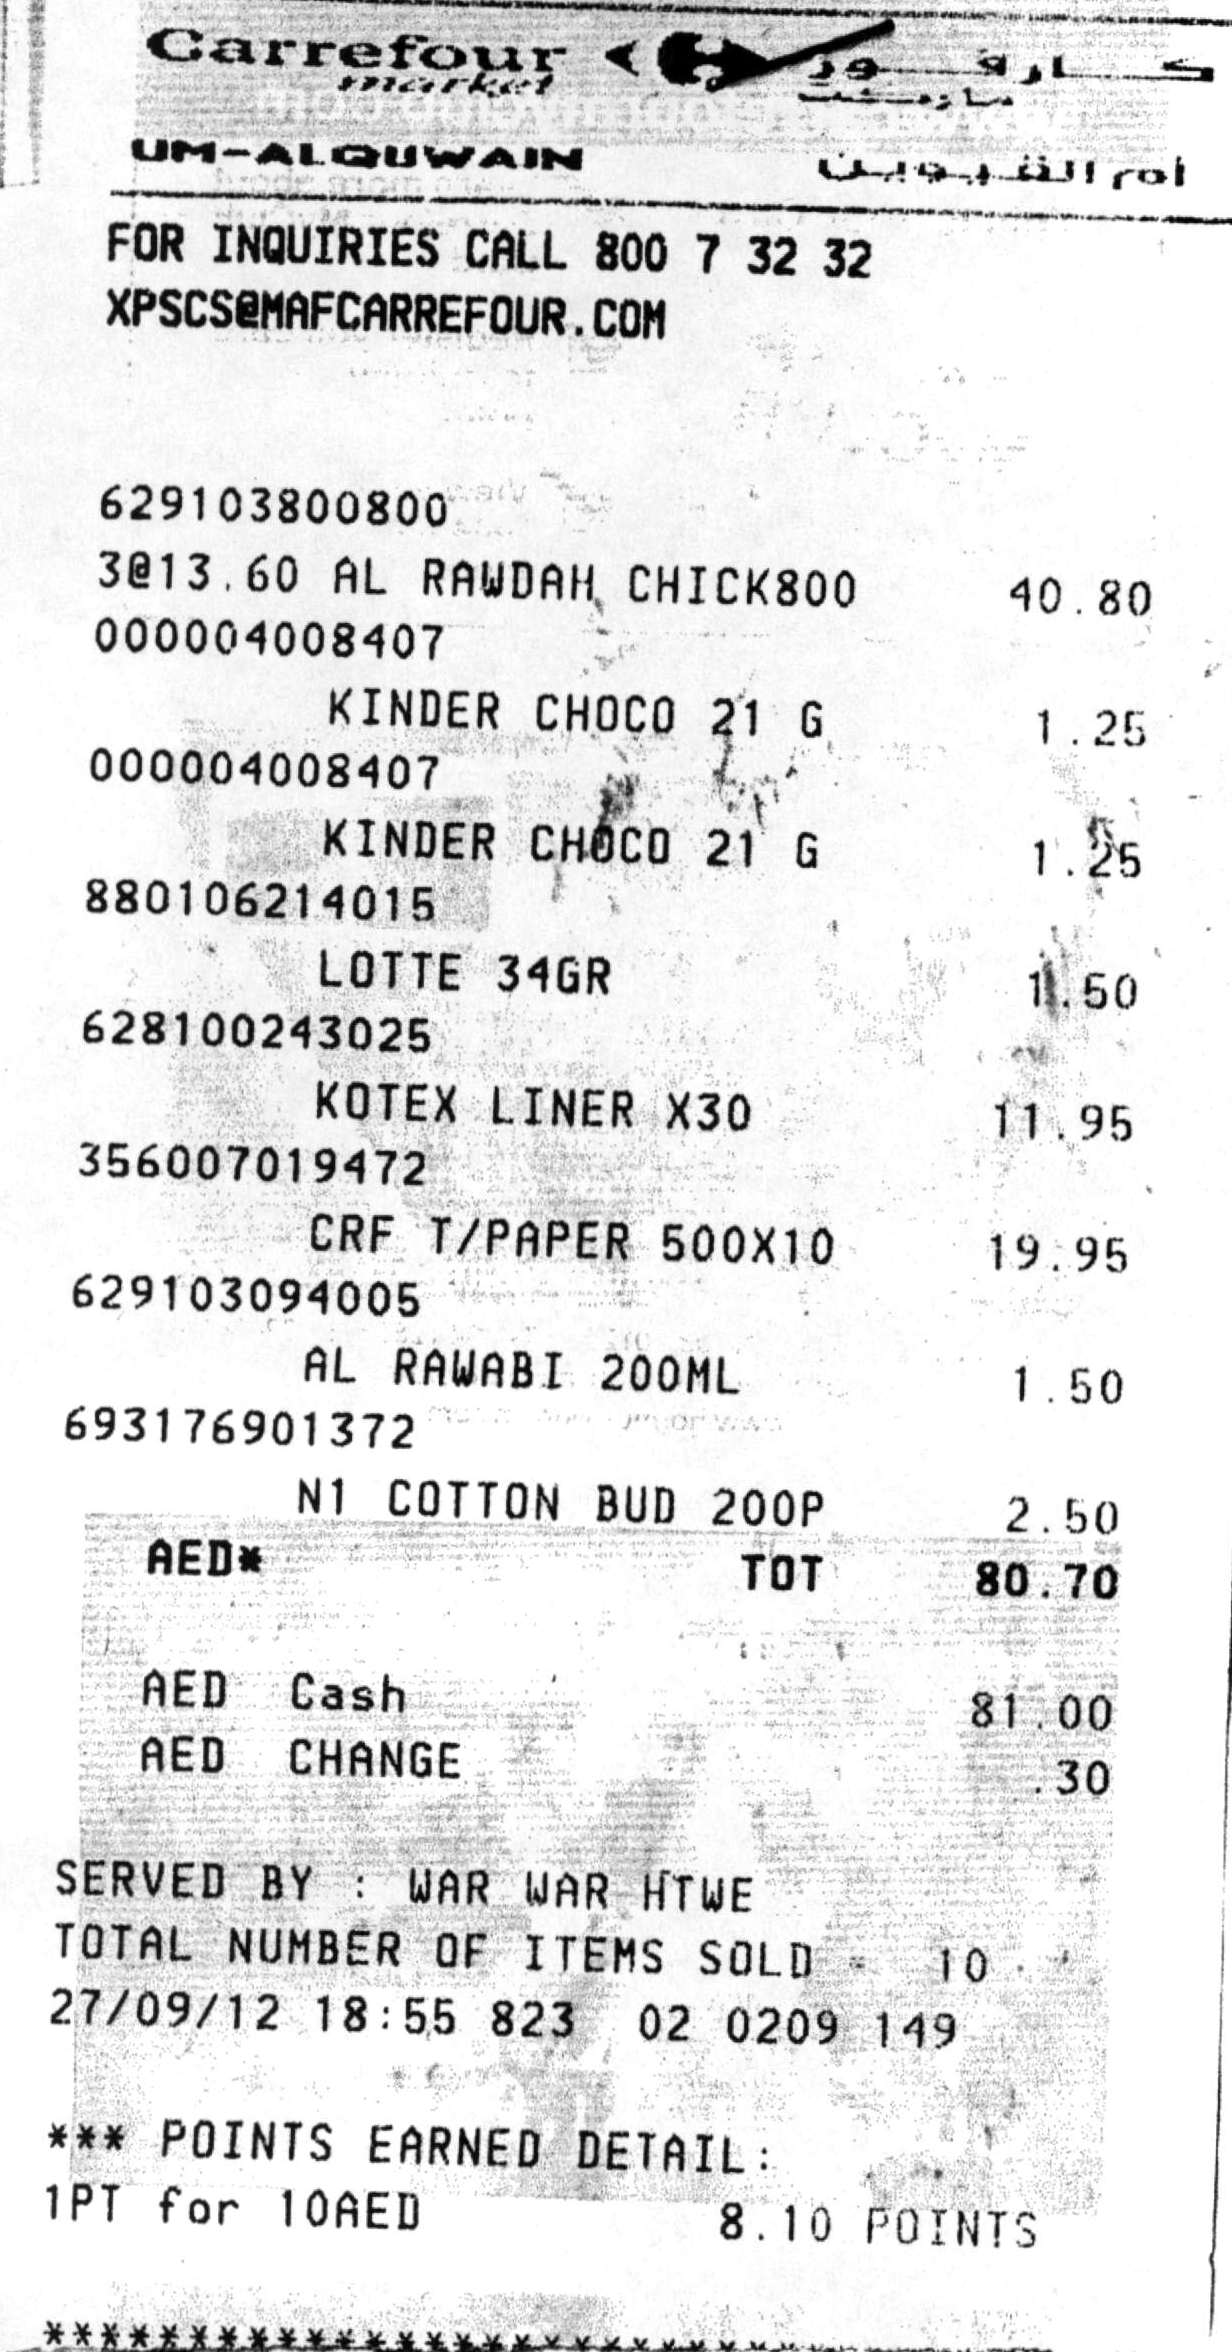 Carrefour كارفور
market ماركت
UM-ALQUWAIN أم القيوين
FOR INQUIRIES CALL 800 7 32 32
XPSCS@MAFCARREFOUR.COM
629103800800
3@13.60 AL RAWDAH CHICK800 40.80
000004008407
KINDER CHOCO 21 G 1.25
000004008407
KINDER CHOCO 21 G 1.25
880106214015
LOTTE 34GR 1.50
628100243025
KOTEX LINER X30 11.95
356007019472
CRF T/PAPER 500X10 19.95
629103094005
AL RAWABI 200ML 1.50
693176901372
N1 COTTON BUD 200P 2.50
AED* TOT 80.70
AED Cash 81.00
AED CHANGE .30
SERVED BY : WAR WAR HTWE
TOTAL NUMBER OF ITEMS SOLD = 10
27/09/12 18:55 823 02 0209 149
*** POINTS EARNED DETAIL:
1PT for 10AED 8.10 POINTS